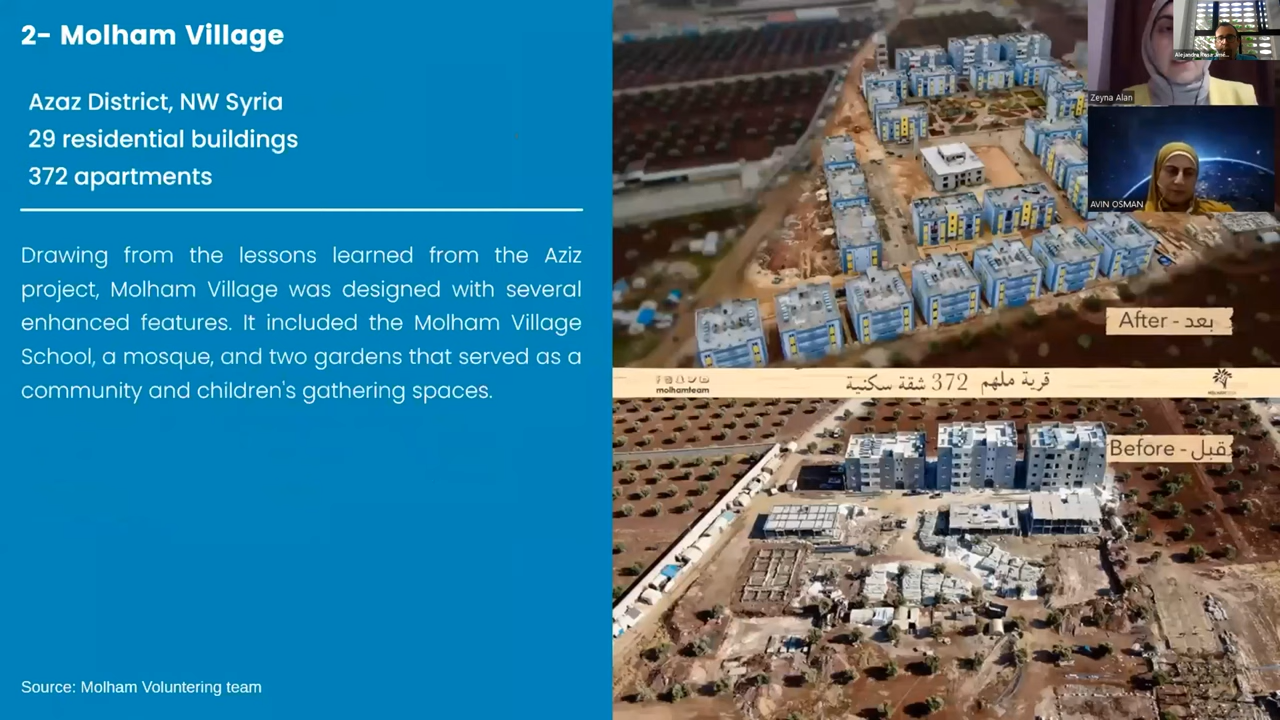 2- Molham Village
Azaz District, NW Syria
29 residential buildings
372 apartments
Drawing from the lessons learned from the Aziz
project, Molham Village was designed with several
enhanced features. It included the Molham Village
School, a mosque, and two gardens that served as a
community and children's gathering spaces.
Source: Molham Voluntering team
Zeyna Alan
AVIN OSMAN
After - بعد
molhamteam
قرية ملهم 372 شقة سكنية
Before - قبل